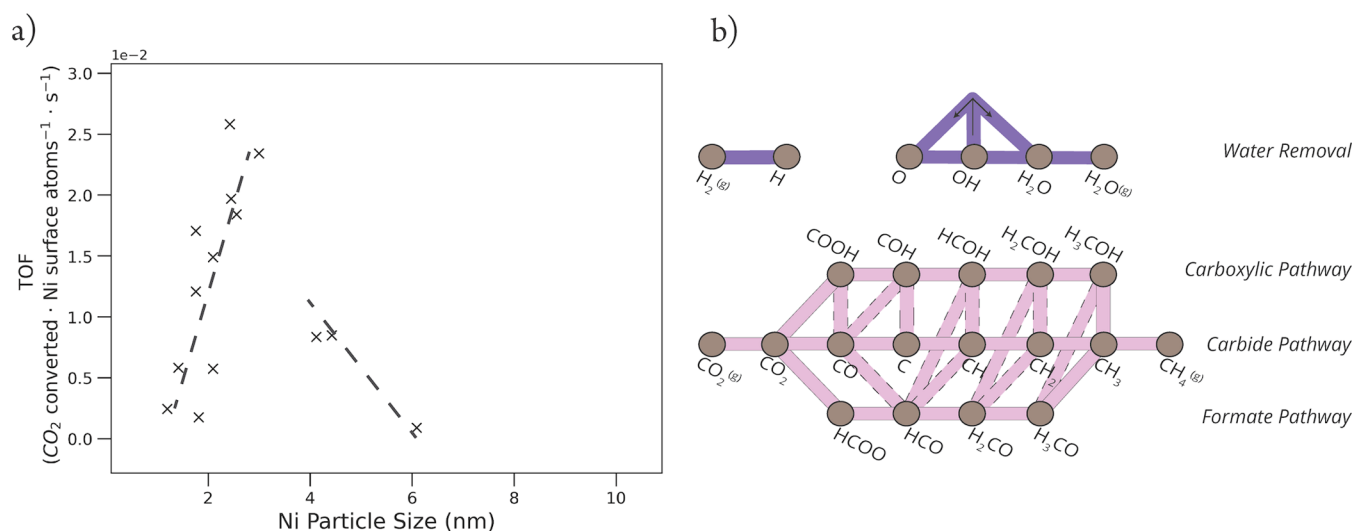 a)
1e−2
3.0
2.5
2.0
1.5
1.0
0.5
0.0
TOF
(CO₂ converted · Ni surface atoms⁻¹ · s⁻¹)
2 4 6 8 10
Ni Particle Size (nm)
b)
Water Removal
H₂(g) H O OH H₂O H₂O(g)
COOH COH HCOH H₂COH H₃COH
Carboxylic Pathway
Carbide Pathway
CO₂(g) CO₂ CO C CH CH₂ CH₃ CH₄(g)
Formate Pathway
HCOO HCO H₂CO H₃CO